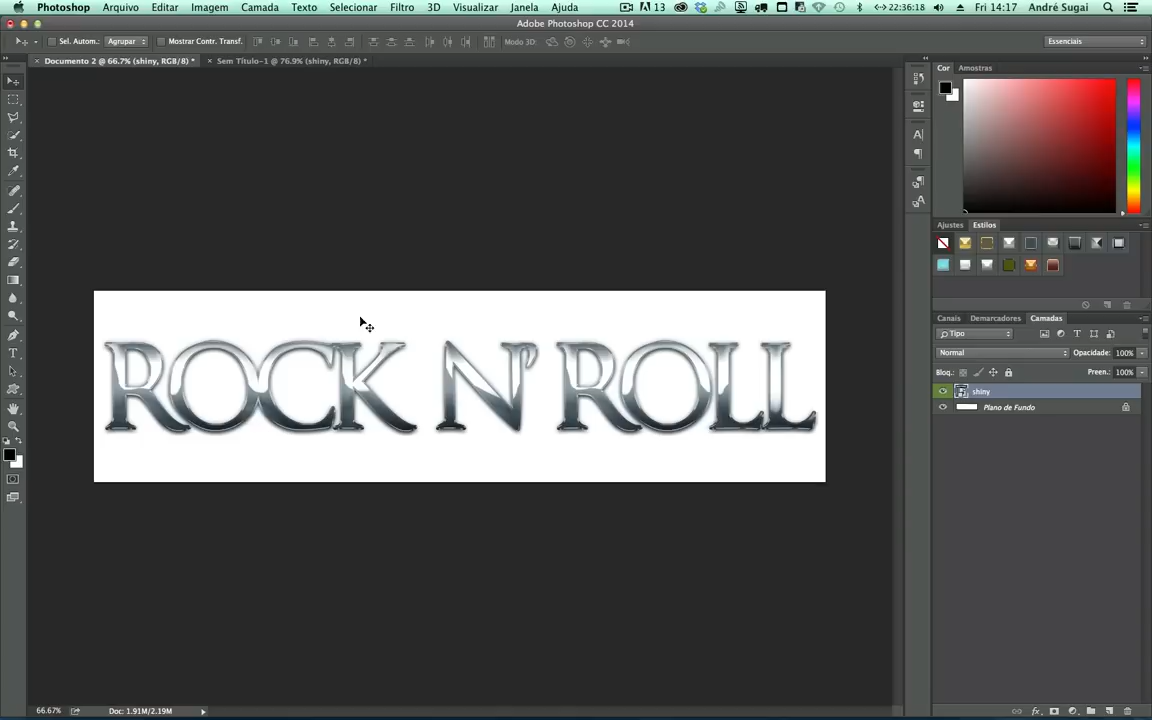 Photoshop Arquivo Editar Imagem Camada Texto Selecionar Filtro 3D Visualizar Janela Ajuda 13 22:36:18 Fri 14:17 André Sugai
Adobe Photoshop CC 2014
Sel. Autom.: Agrupar Mostrar Contr. Transf. Modo 3D: Essenciais
× Documento 2 @ 66.7% (shiny, RGB/8) * × Sem Título-1 @ 76.9% (shiny, RGB/8) *
Cor Amostras
Ajustes Estilos
ROCK N' ROLL
Canais Demarcadores Camadas
Tipo
Normal Opacidade: 100%
Bloq.: Preen.: 100%
shiny
Plano de Fundo
66.67% Doc: 1.91M/2.19M